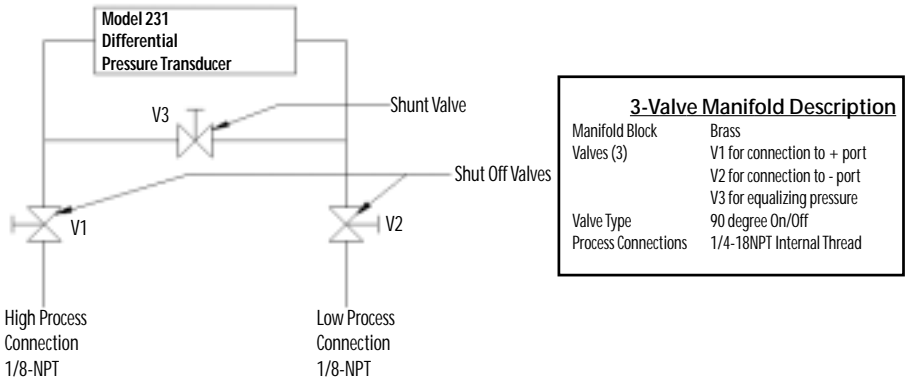 Model 231
Differential
Pressure Transducer
V3
Shunt Valve
Shut Off Valves
V1
V2
High Process
Connection
1/8-NPT
Low Process
Connection
1/8-NPT
3-Valve Manifold Description
Manifold Block Brass
Valves (3) V1 for connection to + port
V2 for connection to - port
V3 for equalizing pressure
Valve Type 90 degree On/Off
Process Connections 1/4-18NPT Internal Thread